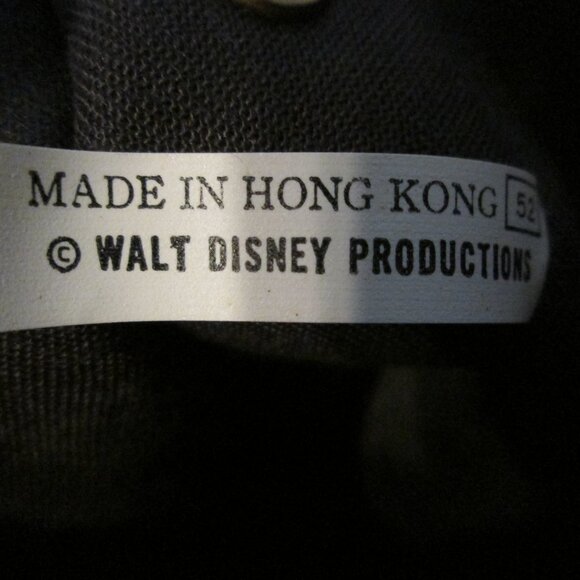 MADE IN HONG KONG 52
© WALT DISNEY PRODUCTIONS